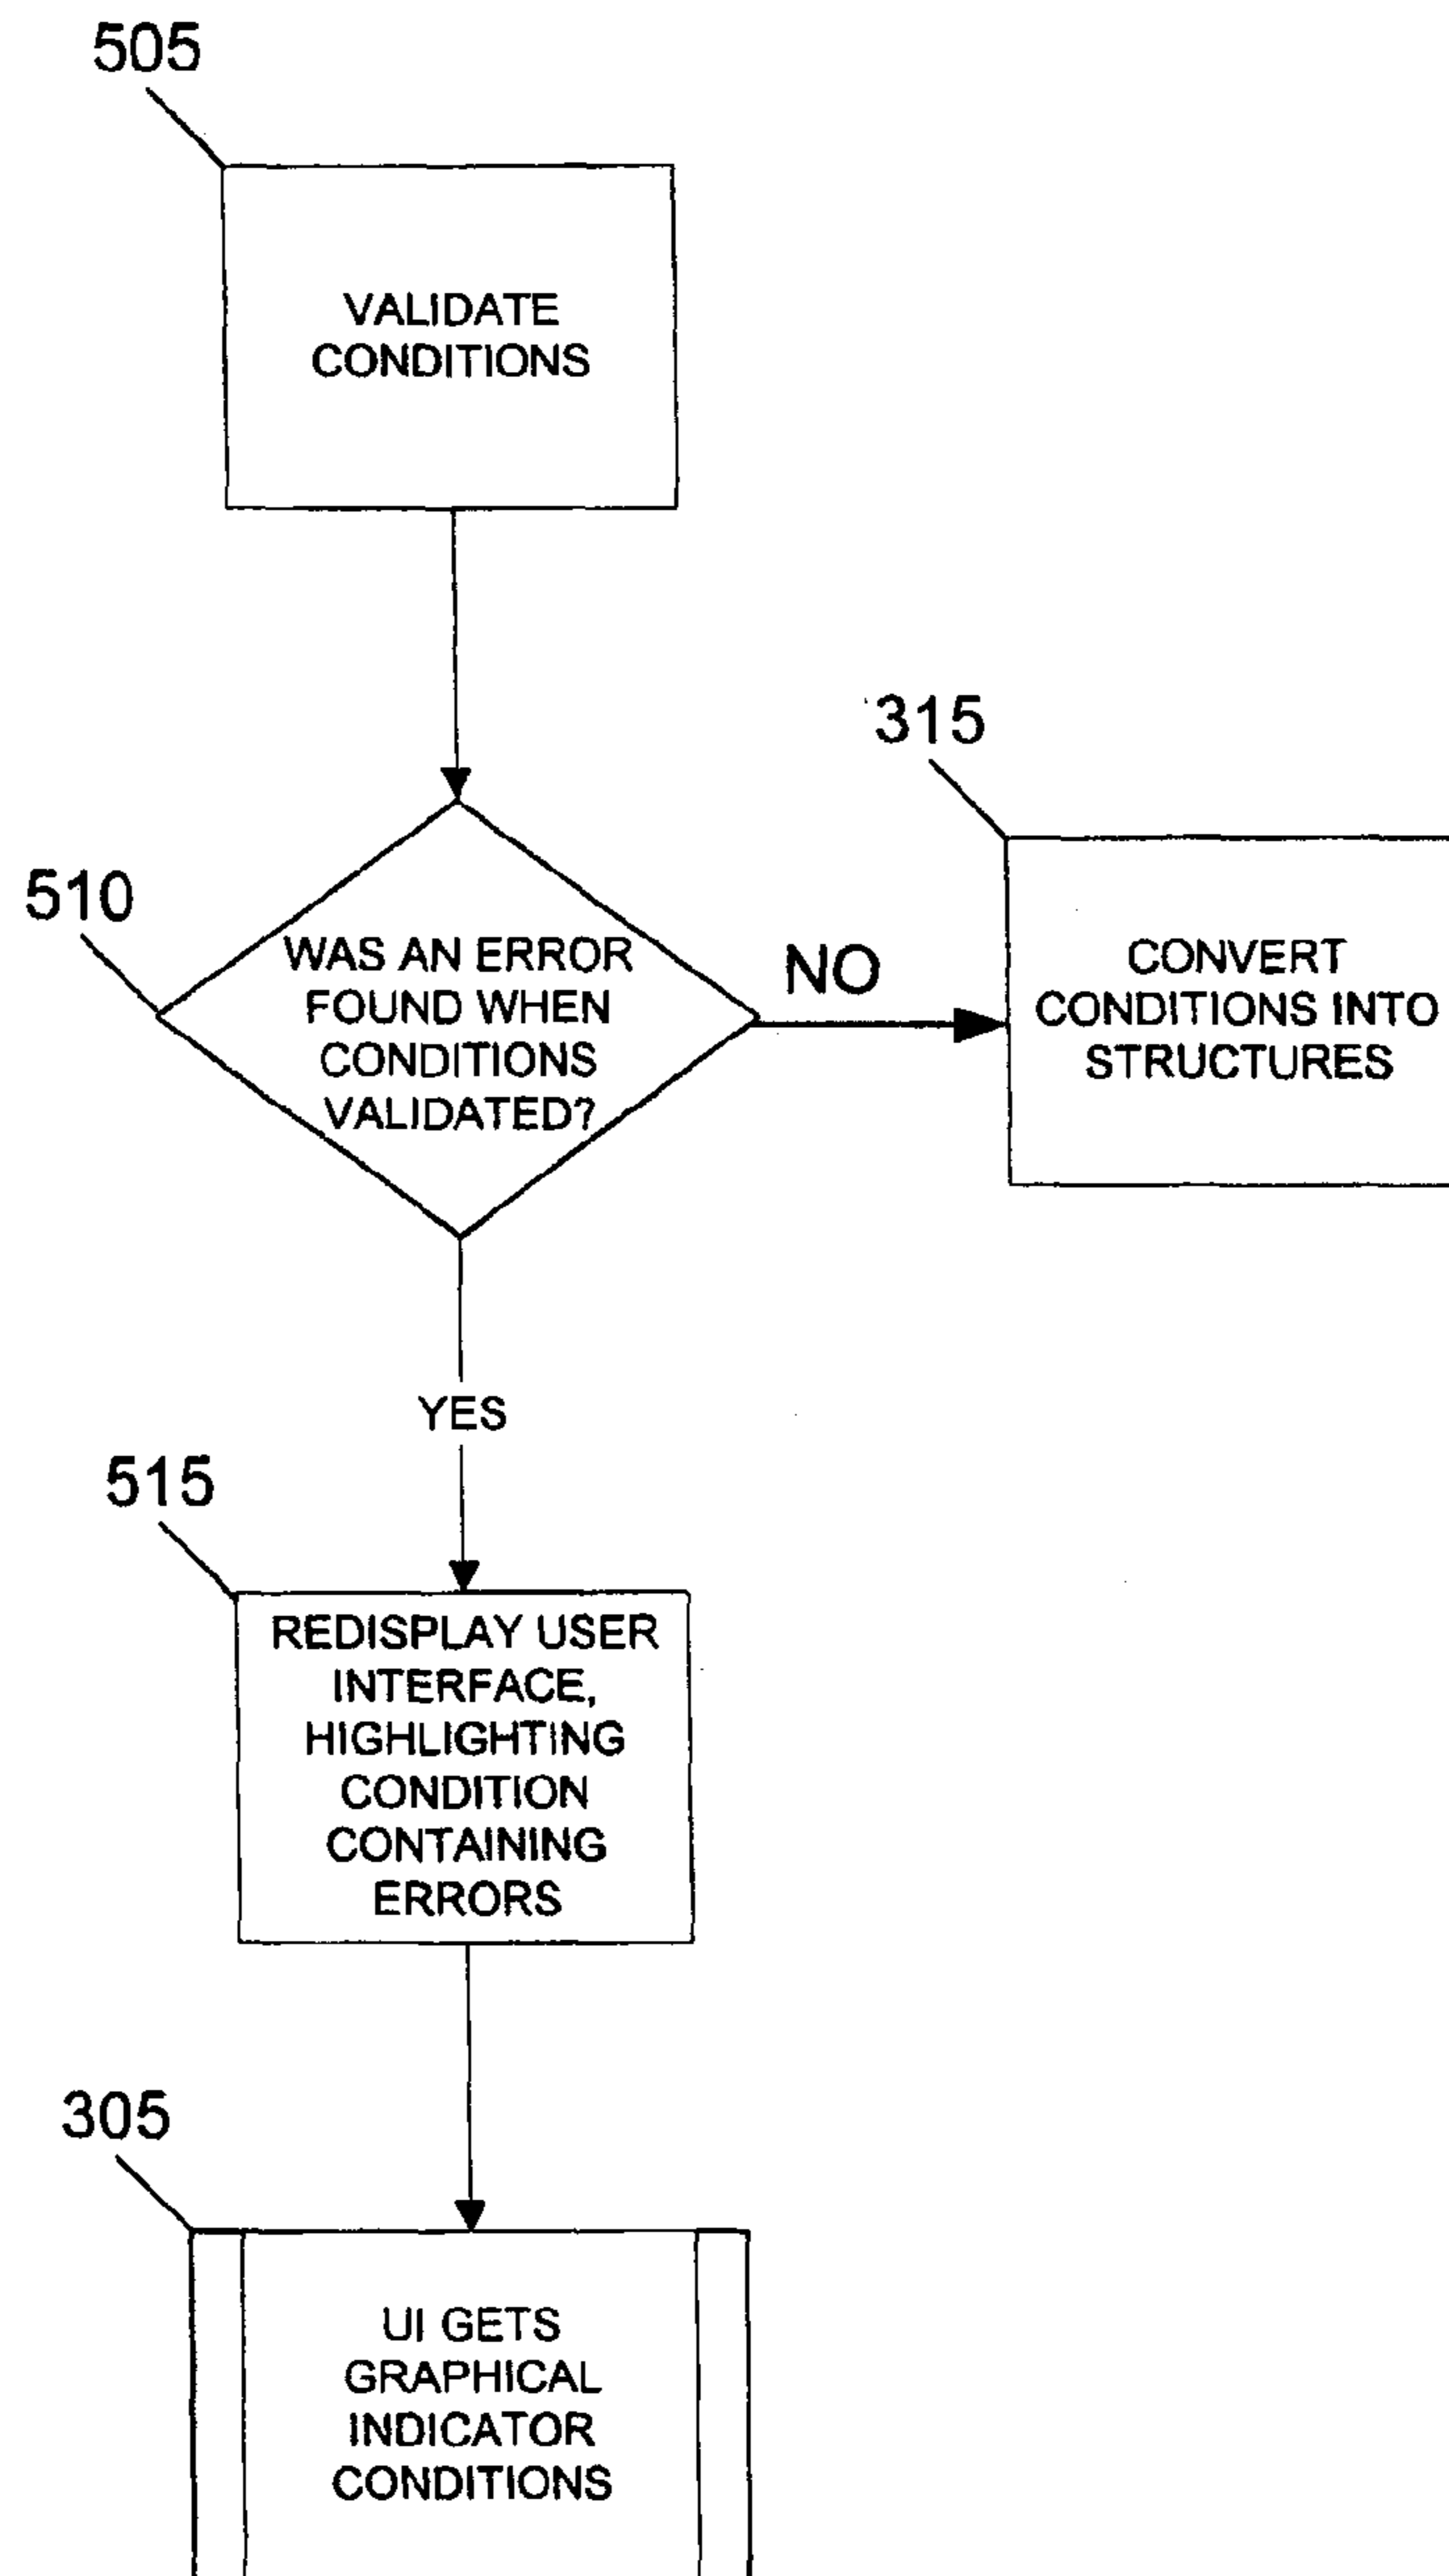 505
VALIDATE
CONDITIONS
315
510
WAS AN ERROR
FOUND WHEN
CONDITIONS
VALIDATED?
NO
CONVERT
CONDITIONS INTO
STRUCTURES
YES
515
REDISPLAY USER
INTERFACE,
HIGHLIGHTING
CONDITION
CONTAINING
ERRORS
305
UI GETS
GRAPHICAL
INDICATOR
CONDITIONS